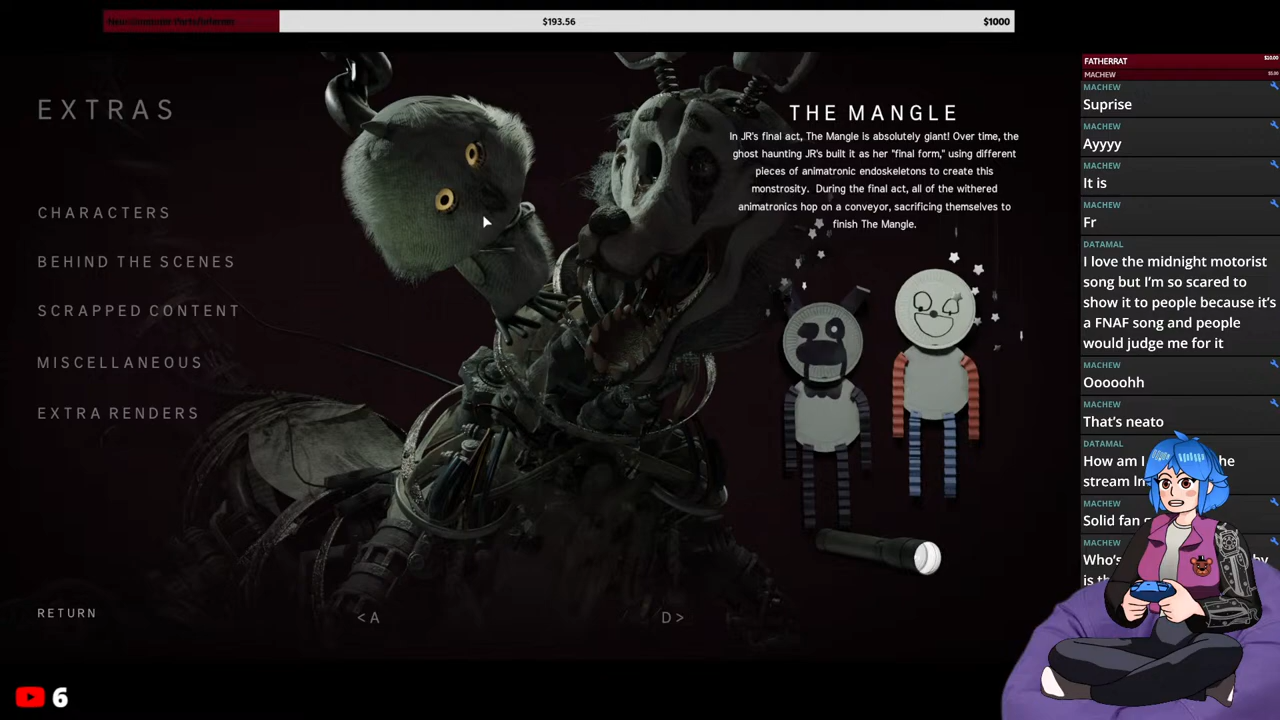 $193.56
$1000
EXTRAS
CHARACTERS
BEHIND THE SCENES
SCRAPPED CONTENT
MISCELLANEOUS
EXTRA RENDERS
RETURN
THE MANGLE
In JR's final act, The Mangle is absolutely giant! Over time, the
ghost haunting JR's built it as her "final form," using different
pieces of animatronic endoskeletons to create this
monstrosity. During the final act, all of the withered
animatronics hop on a conveyor, sacrificing themselves to
finish The Mangle.
< A
D >
6
FATHERRAT
$10.00
MACHEW
$5.00
MACHEW
Suprise
MACHEW
Ayyyy
MACHEW
It is
MACHEW
Fr
DATAMAL
I love the midnight motorist
song but I'm so scared to
show it to people because it's
a FNAF song and people
would judge me for it
MACHEW
Ooooohh
MACHEW
That's neato
DATAMAL
How am I he
stream
MACHEW
Solid fan
MACHEW
Who's
is